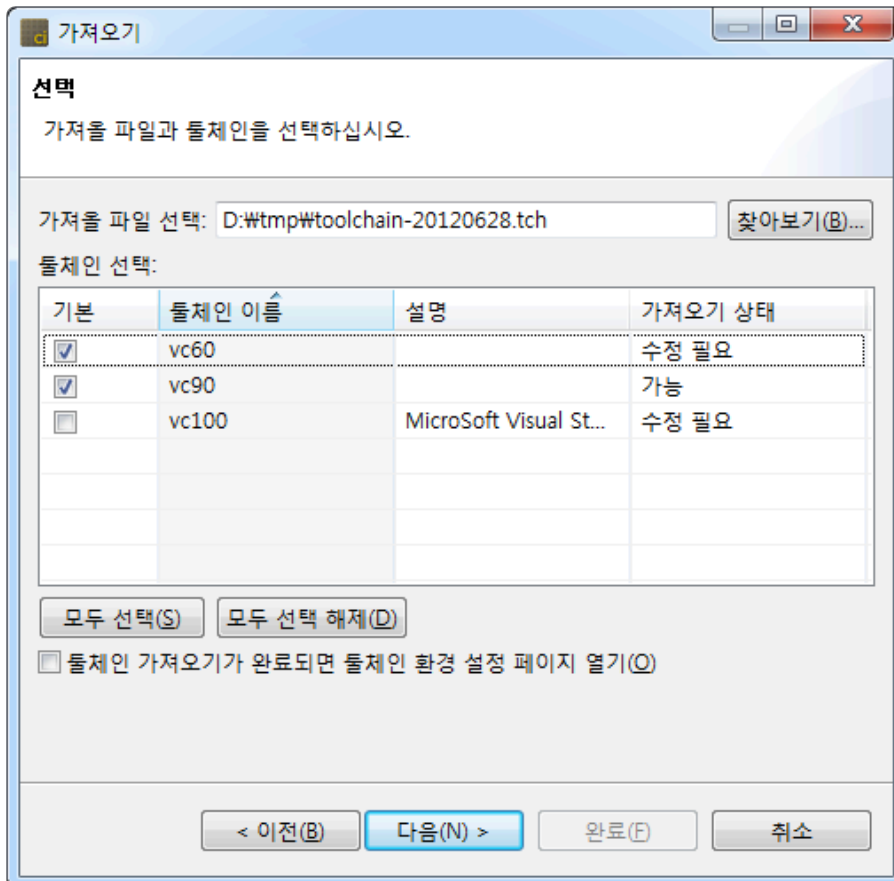 가져오기
선택
가져올 파일과 툴체인을 선택하십시오.
가져올 파일 선택: D:₩tmp₩toolchain-20120628.tch 찾아보기(B)...
툴체인 선택:
기본 툴체인 이름 설명 가져오기 상태
vc60 수정 필요
vc90 가능
vc100 MicroSoft Visual St... 수정 필요
모두 선택(S) 모두 선택 해제(D)
툴체인 가져오기가 완료되면 툴체인 환경 설정 페이지 열기(O)
< 이전(B) 다음(N) > 완료(F) 취소